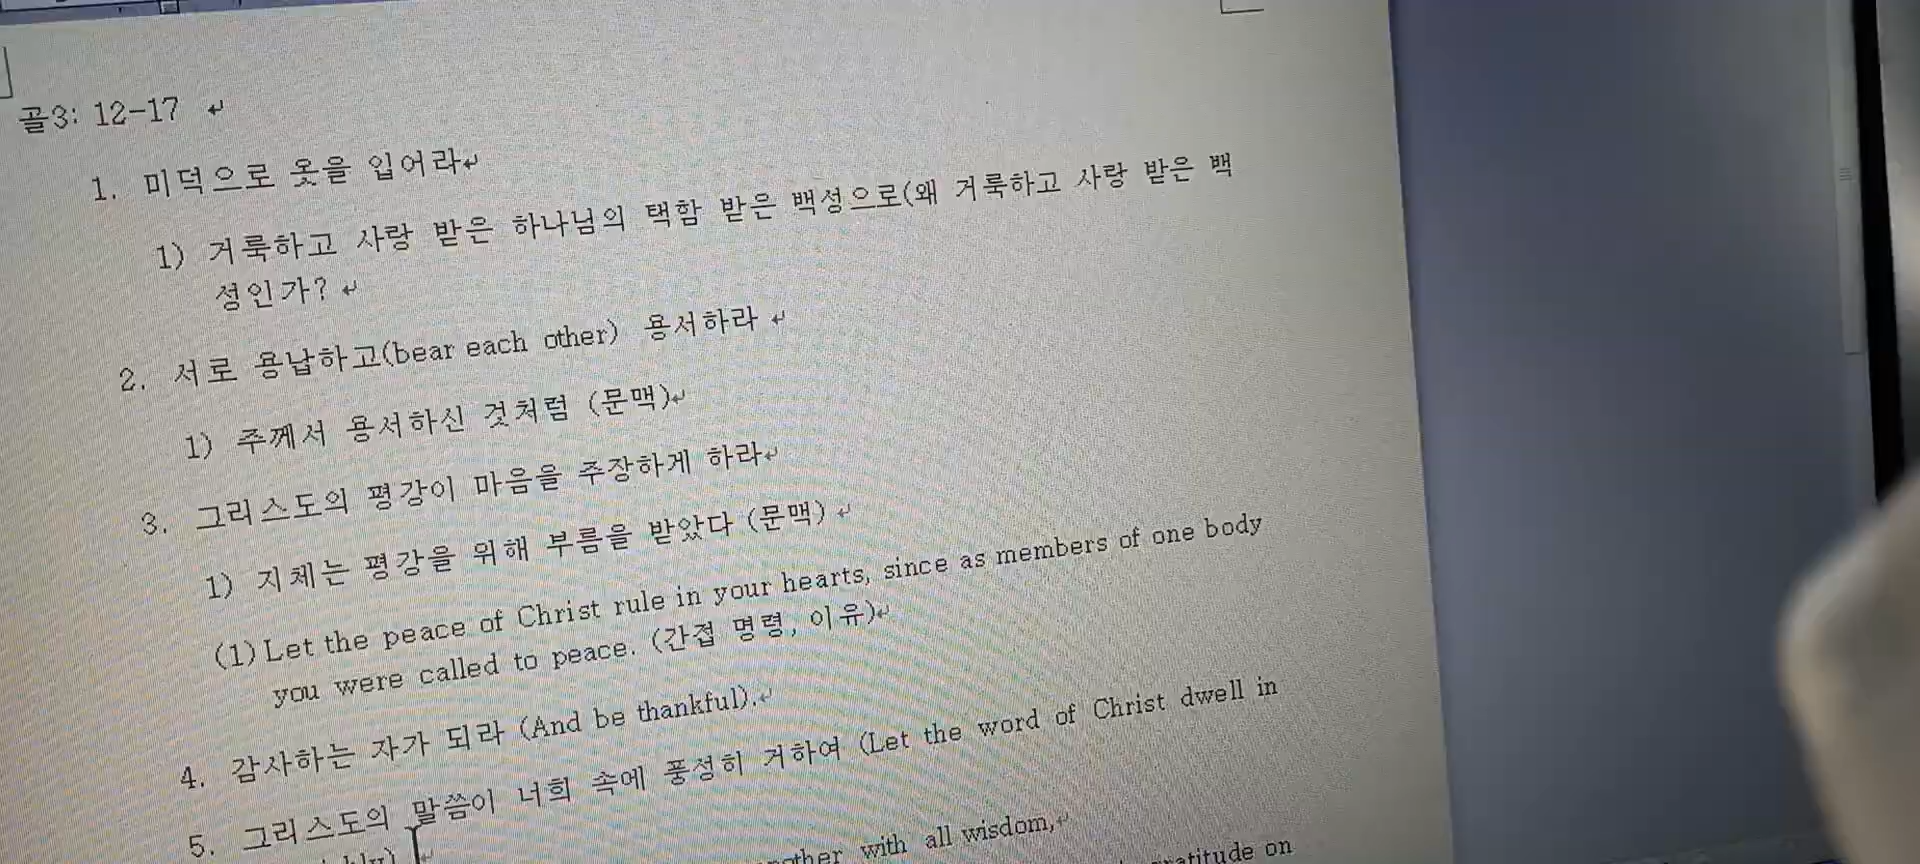 골3: 12-17
1. 미덕으로 옷을 입어라
1) 거룩하고 사랑 받은 하나님의 택함 받은 백성으로(왜 거룩하고 사랑 받은 백
성인가?
2. 서로 용납하고(bear each other) 용서하라
1) 주께서 용서하신 것처럼 (문맥)
3. 그리스도의 평강이 마음을 주장하게 하라
1) 지체는 평강을 위해 부름을 받았다 (문맥)
(1) Let the peace of Christ rule in your hearts, since as members of one body
you were called to peace. (간접 명령, 이유)
4. 감사하는 자가 되라 (And be thankful).
5. 그리스도의 말씀이 너희 속에 풍성히 거하여 (Let the word of Christ dwell in
with all wisdom,
on